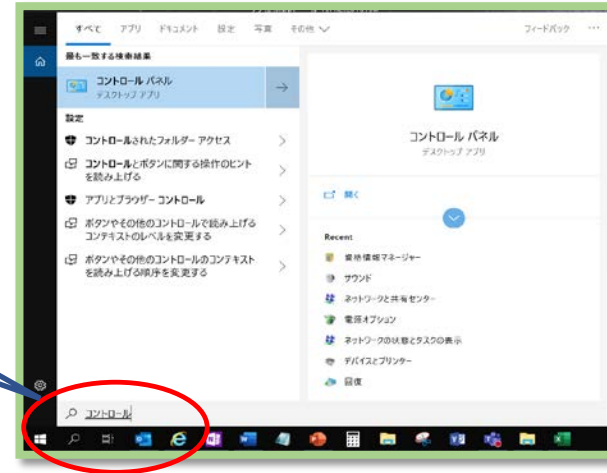 すべて アプリ ドキュメント 設定 写真 その他 フィードバック ...
最も一致する検索結果
コントロール パネル
デスクトップ アプリ
設定
コントロールされたフォルダー アクセス
コントロールとボタンに関する操作のヒント
を読み上げる
アプリとブラウザー コントロール
ボタンやその他のコントロールで読み上げる
コンテキストのレベルを変更する
ボタンやその他のコントロールのコンテキスト
を読み上げる順序を変更する
コントロール パネル
デスクトップ アプリ
開く
Recent
資格情報マネージャー
サウンド
ネットワークと共有センター
電源オプション
ネットワークの状態とタスクの表示
デバイスとプリンター
回復
コントロール